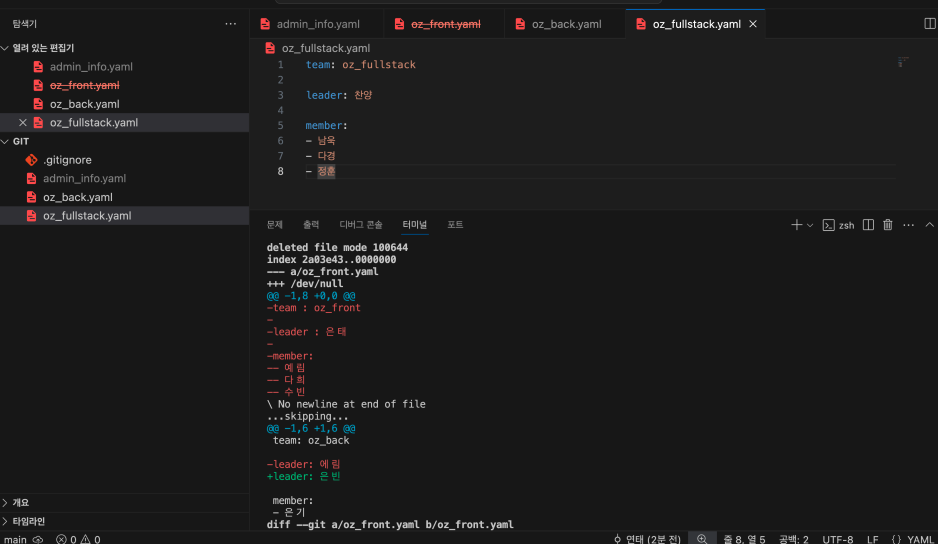 탐색기
열려 있는 편집기
admin_info.yaml
oz_front.yaml
oz_back.yaml
oz_fullstack.yaml
GIT
.gitignore
admin_info.yaml
oz_back.yaml
oz_fullstack.yaml
개요
타임라인
admin_info.yaml
oz_front.yaml
oz_back.yaml
oz_fullstack.yaml
oz_fullstack.yaml
1 team: oz_fullstack
2
3 leader: 찬양
4
5 member:
6 - 남욱
7 - 다경
8 - 정훈
문제 출력 디버그 콘솔 터미널 포트
zsh
deleted file mode 100644
index 2a03e43..0000000
--- a/oz_front.yaml
+++ /dev/null
@@ -1,8 +0,0 @@
-team : oz_front
-
-leader : 은태
-
-member:
-- 예림
-- 다희
-- 수빈
\ No newline at end of file
...skipping...
@@ -1,6 +1,6 @@
team: oz_back
-leader: 에림
+leader: 은빈
member:
- 은기
diff --git a/oz_front.yaml b/oz_front.yaml
main 0 0 연태 (2분 전) 줄 8, 열 5 공백: 2 UTF-8 LF {} YAML